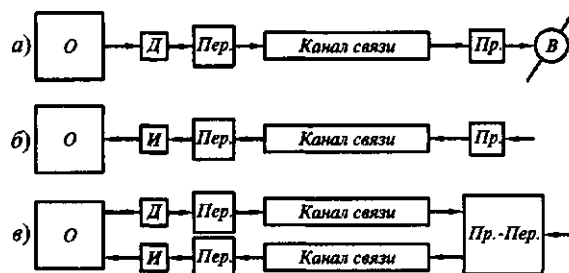 а) О Д Пер. Канал связи Пр. В
б) О И Пер. Канал связи Пр.
Д Пер. Канал связи
в) О Пр.-Пер.
И Пер. Канал связи